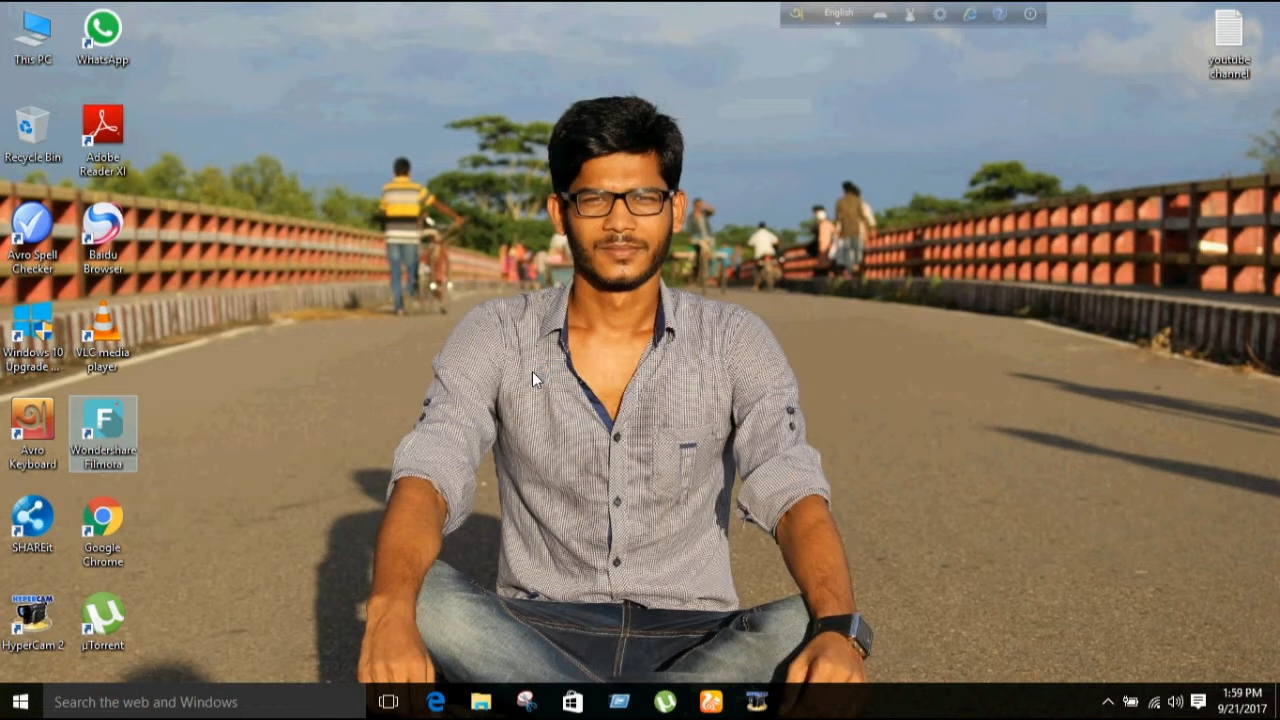 অ
English
This PC
WhatsApp
youtube
channel
Recycle Bin
Adobe
Reader XI
Avro Spell
Checker
Baidu
Browser
Windows 10
Upgrade ...
VLC media
player
Avro
Keyboard
F
Wondershare
Filmora
SHAREit
Google
Chrome
HYPERCAM
HyperCam 2
µTorrent
Search the web and Windows
1:59 PM
9/21/2017